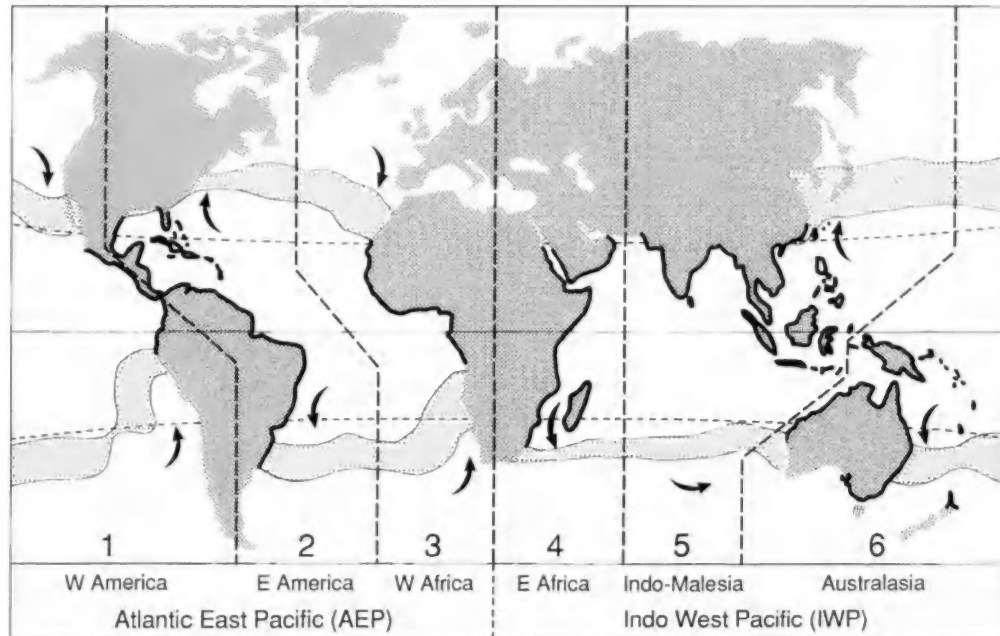 1 2 3 4 5 6
W America E America W Africa E Africa Indo-Malesia Australasia
Atlantic East Pacific (AEP) Indo West Pacific (IWP)